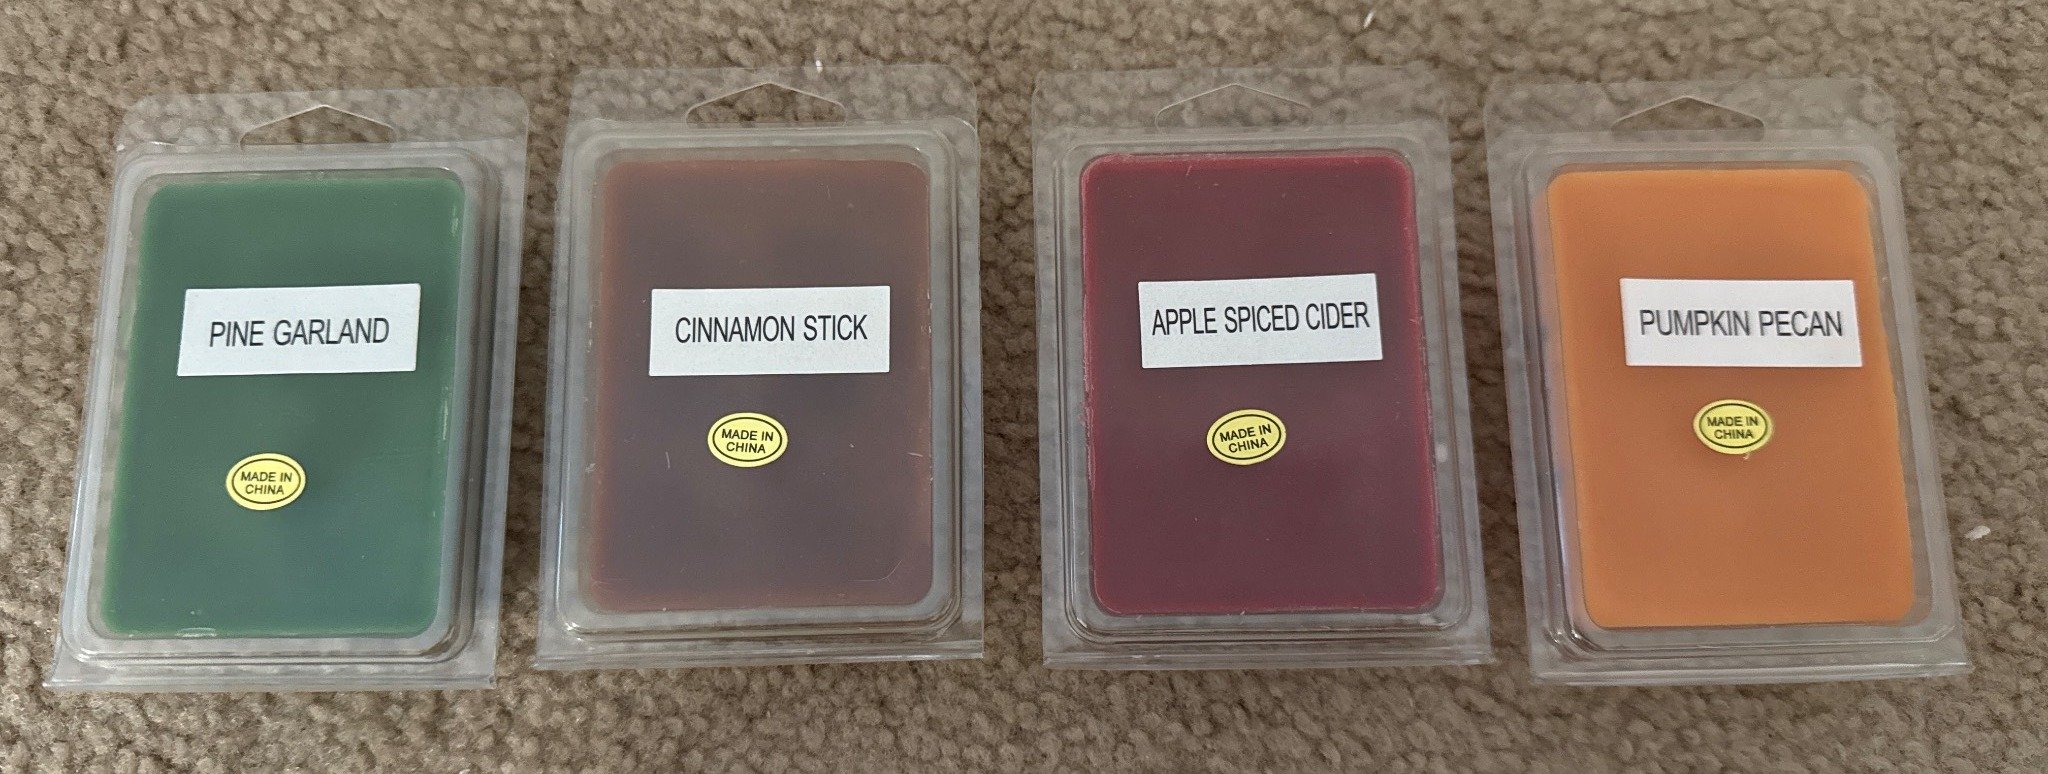 PINE GARLAND
MADE IN
CHINA
CINNAMON STICK
MADE IN
CHINA
APPLE SPICED CIDER
MADE IN
CHINA
PUMPKIN PECAN
MADE IN
CHINA